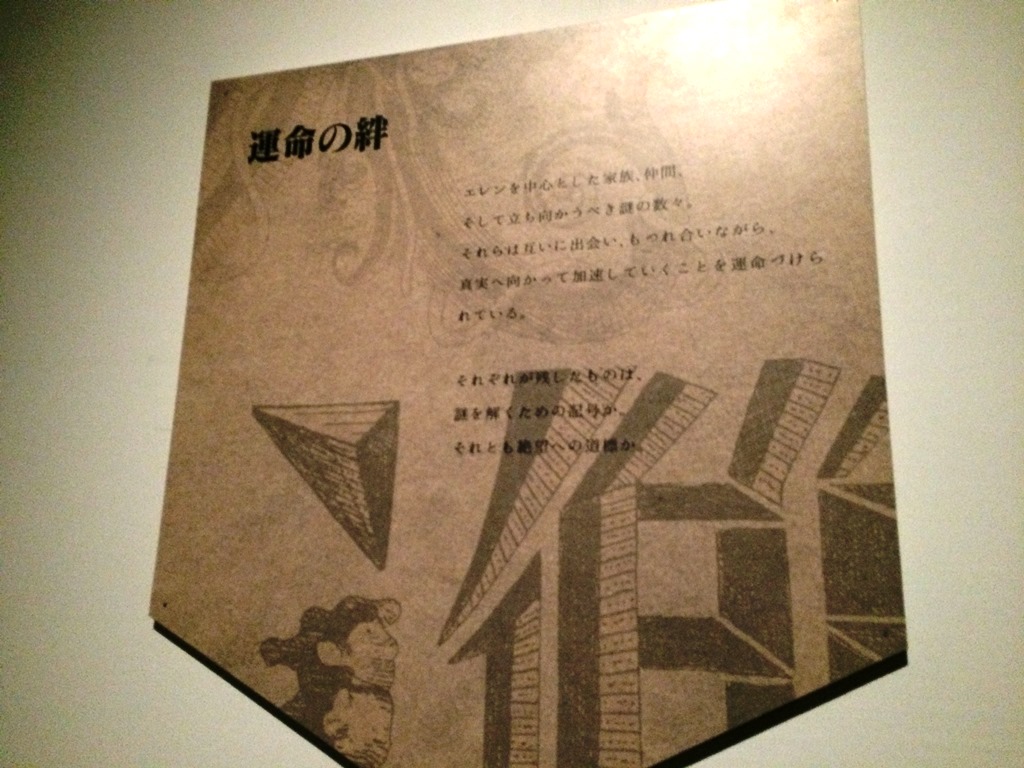 運命の絆
エレンを中心とした家族、仲間、
そして立ち向かうべき謎の数々。
それらは互いに出会い、もつれ合いながら、
真実へ向かって加速していくことを運命づけら
れている。
それぞれが残したものは、
謎を解くための記号か、
それとも絶望への道標か。